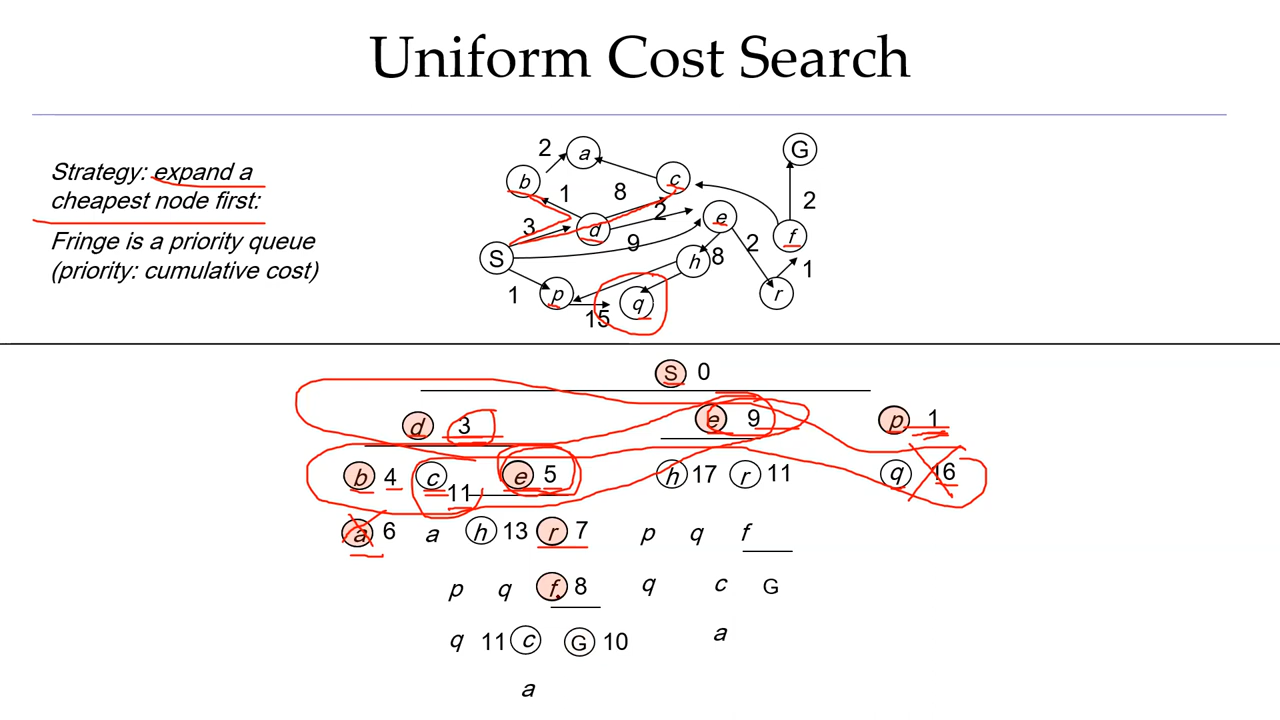 Uniform Cost Search
Strategy: expand a
cheapest node first:
Fringe is a priority queue
(priority: cumulative cost)
2 a G
b 1 8 c 2
3 d 2 e f
S 9 h 8 2 1
1 p 15 q r
S 0
d 3 e 9 p 1
b 4 c 11 e 5 h 17 r 11 q 16
a 6 a h 13 r 7 p q f
p q f 8 q c G
q 11 c G 10 a
a